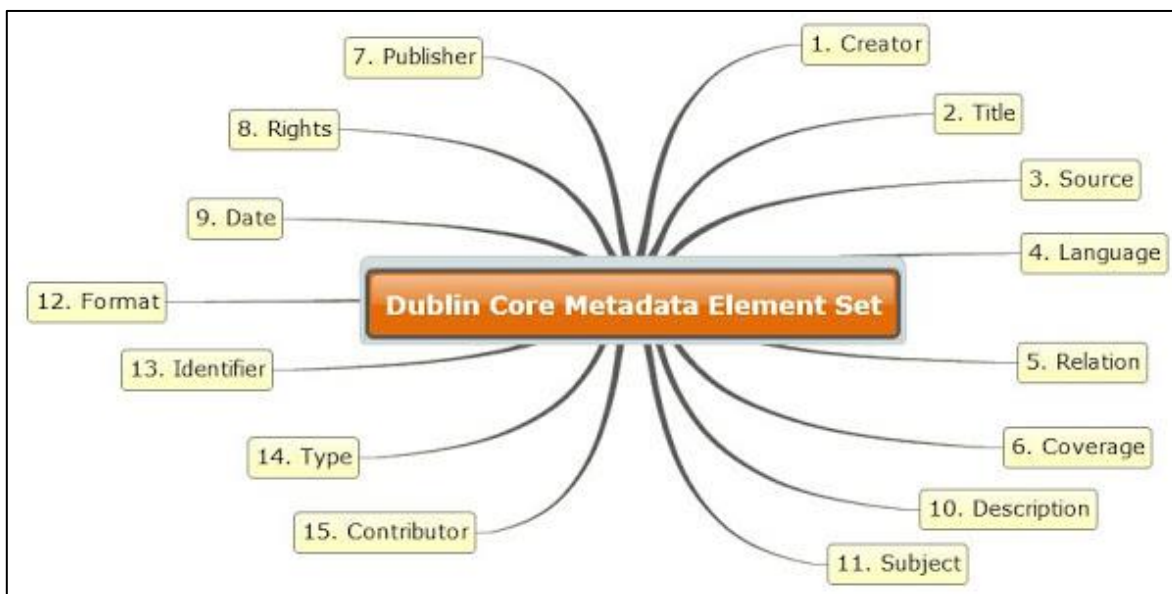 1. Creator
2. Title
3. Source
4. Language
5. Relation
6. Coverage
7. Publisher
8. Rights
9. Date
10. Description
11. Subject
12. Format
13. Identifier
14. Type
15. Contributor
Dublin Core Metadata Element Set